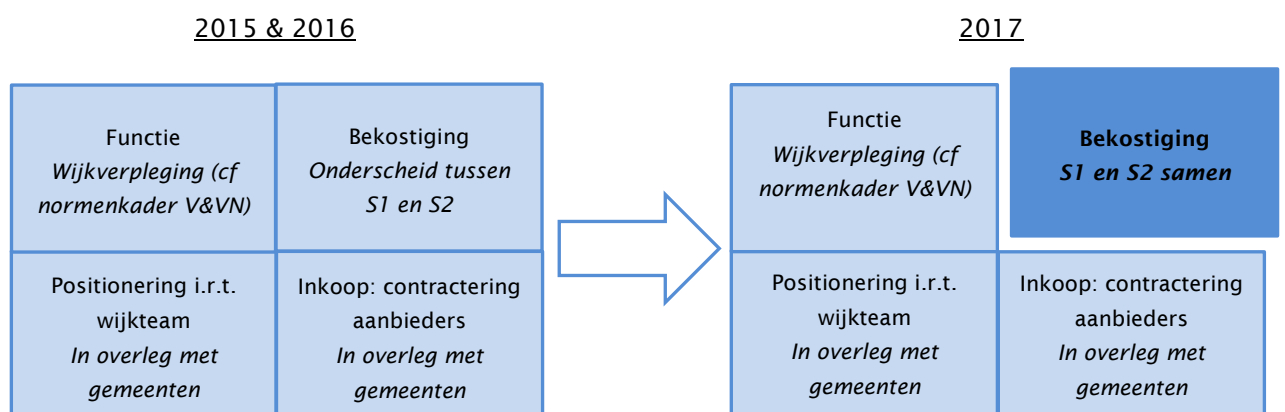 2015 & 2016
Functie
Wijkverpleging (cf
normenkader V&VN)
Bekostiging
Onderscheid tussen
S1 en S2
Positionering i.r.t.
wijkteam
In overleg met
gemeenten
Inkoop: contractering
aanbieders
In overleg met
gemeenten
2017
Functie
Wijkverpleging (cf
normenkader V&VN)
Bekostiging
S1 en S2 samen
Positionering i.r.t.
wijkteam
In overleg met
gemeenten
Inkoop: contractering
aanbieders
In overleg met
gemeenten